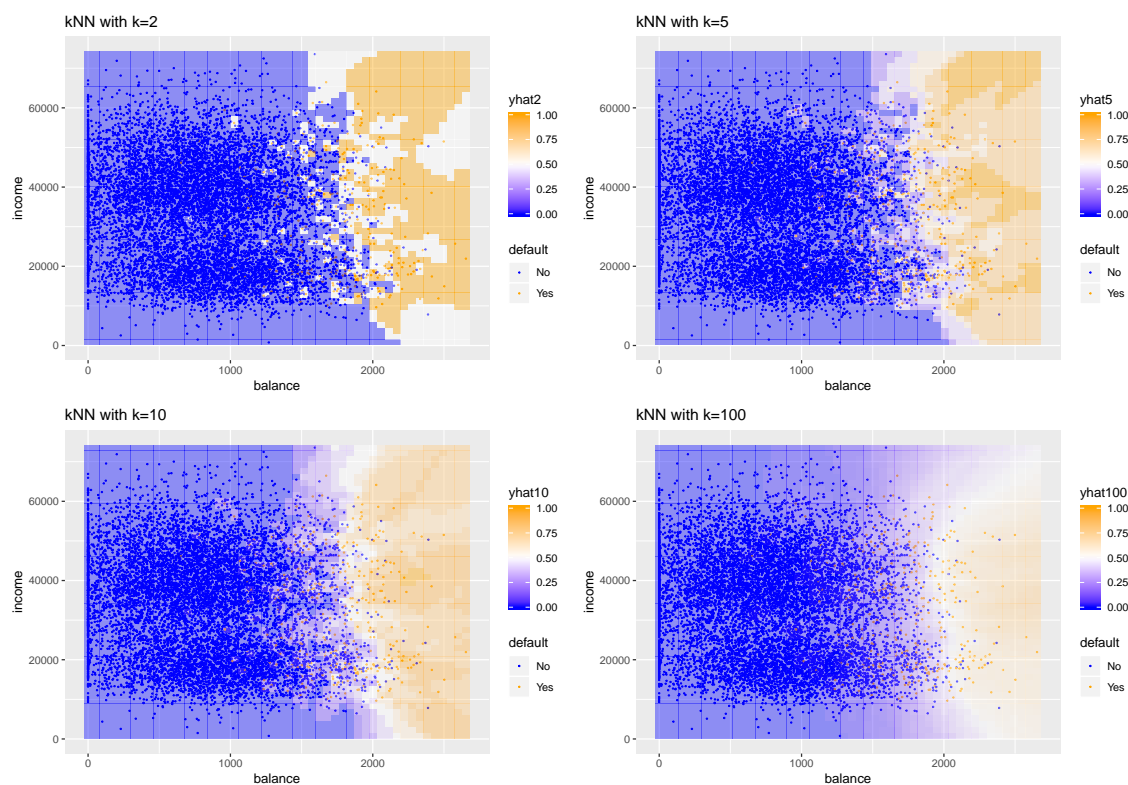 kNN with k=2
income
60000
40000
20000
0
0
1000
2000
balance
yhat2
1.00
0.75
0.50
0.25
0.00
default
No
Yes
kNN with k=5
income
60000
40000
20000
0
0
1000
2000
balance
yhat5
1.00
0.75
0.50
0.25
0.00
default
No
Yes
kNN with k=10
income
60000
40000
20000
0
0
1000
2000
balance
yhat10
1.00
0.75
0.50
0.25
0.00
default
No
Yes
kNN with k=100
income
60000
40000
20000
0
0
1000
2000
balance
yhat100
1.00
0.75
0.50
0.25
0.00
default
No
Yes